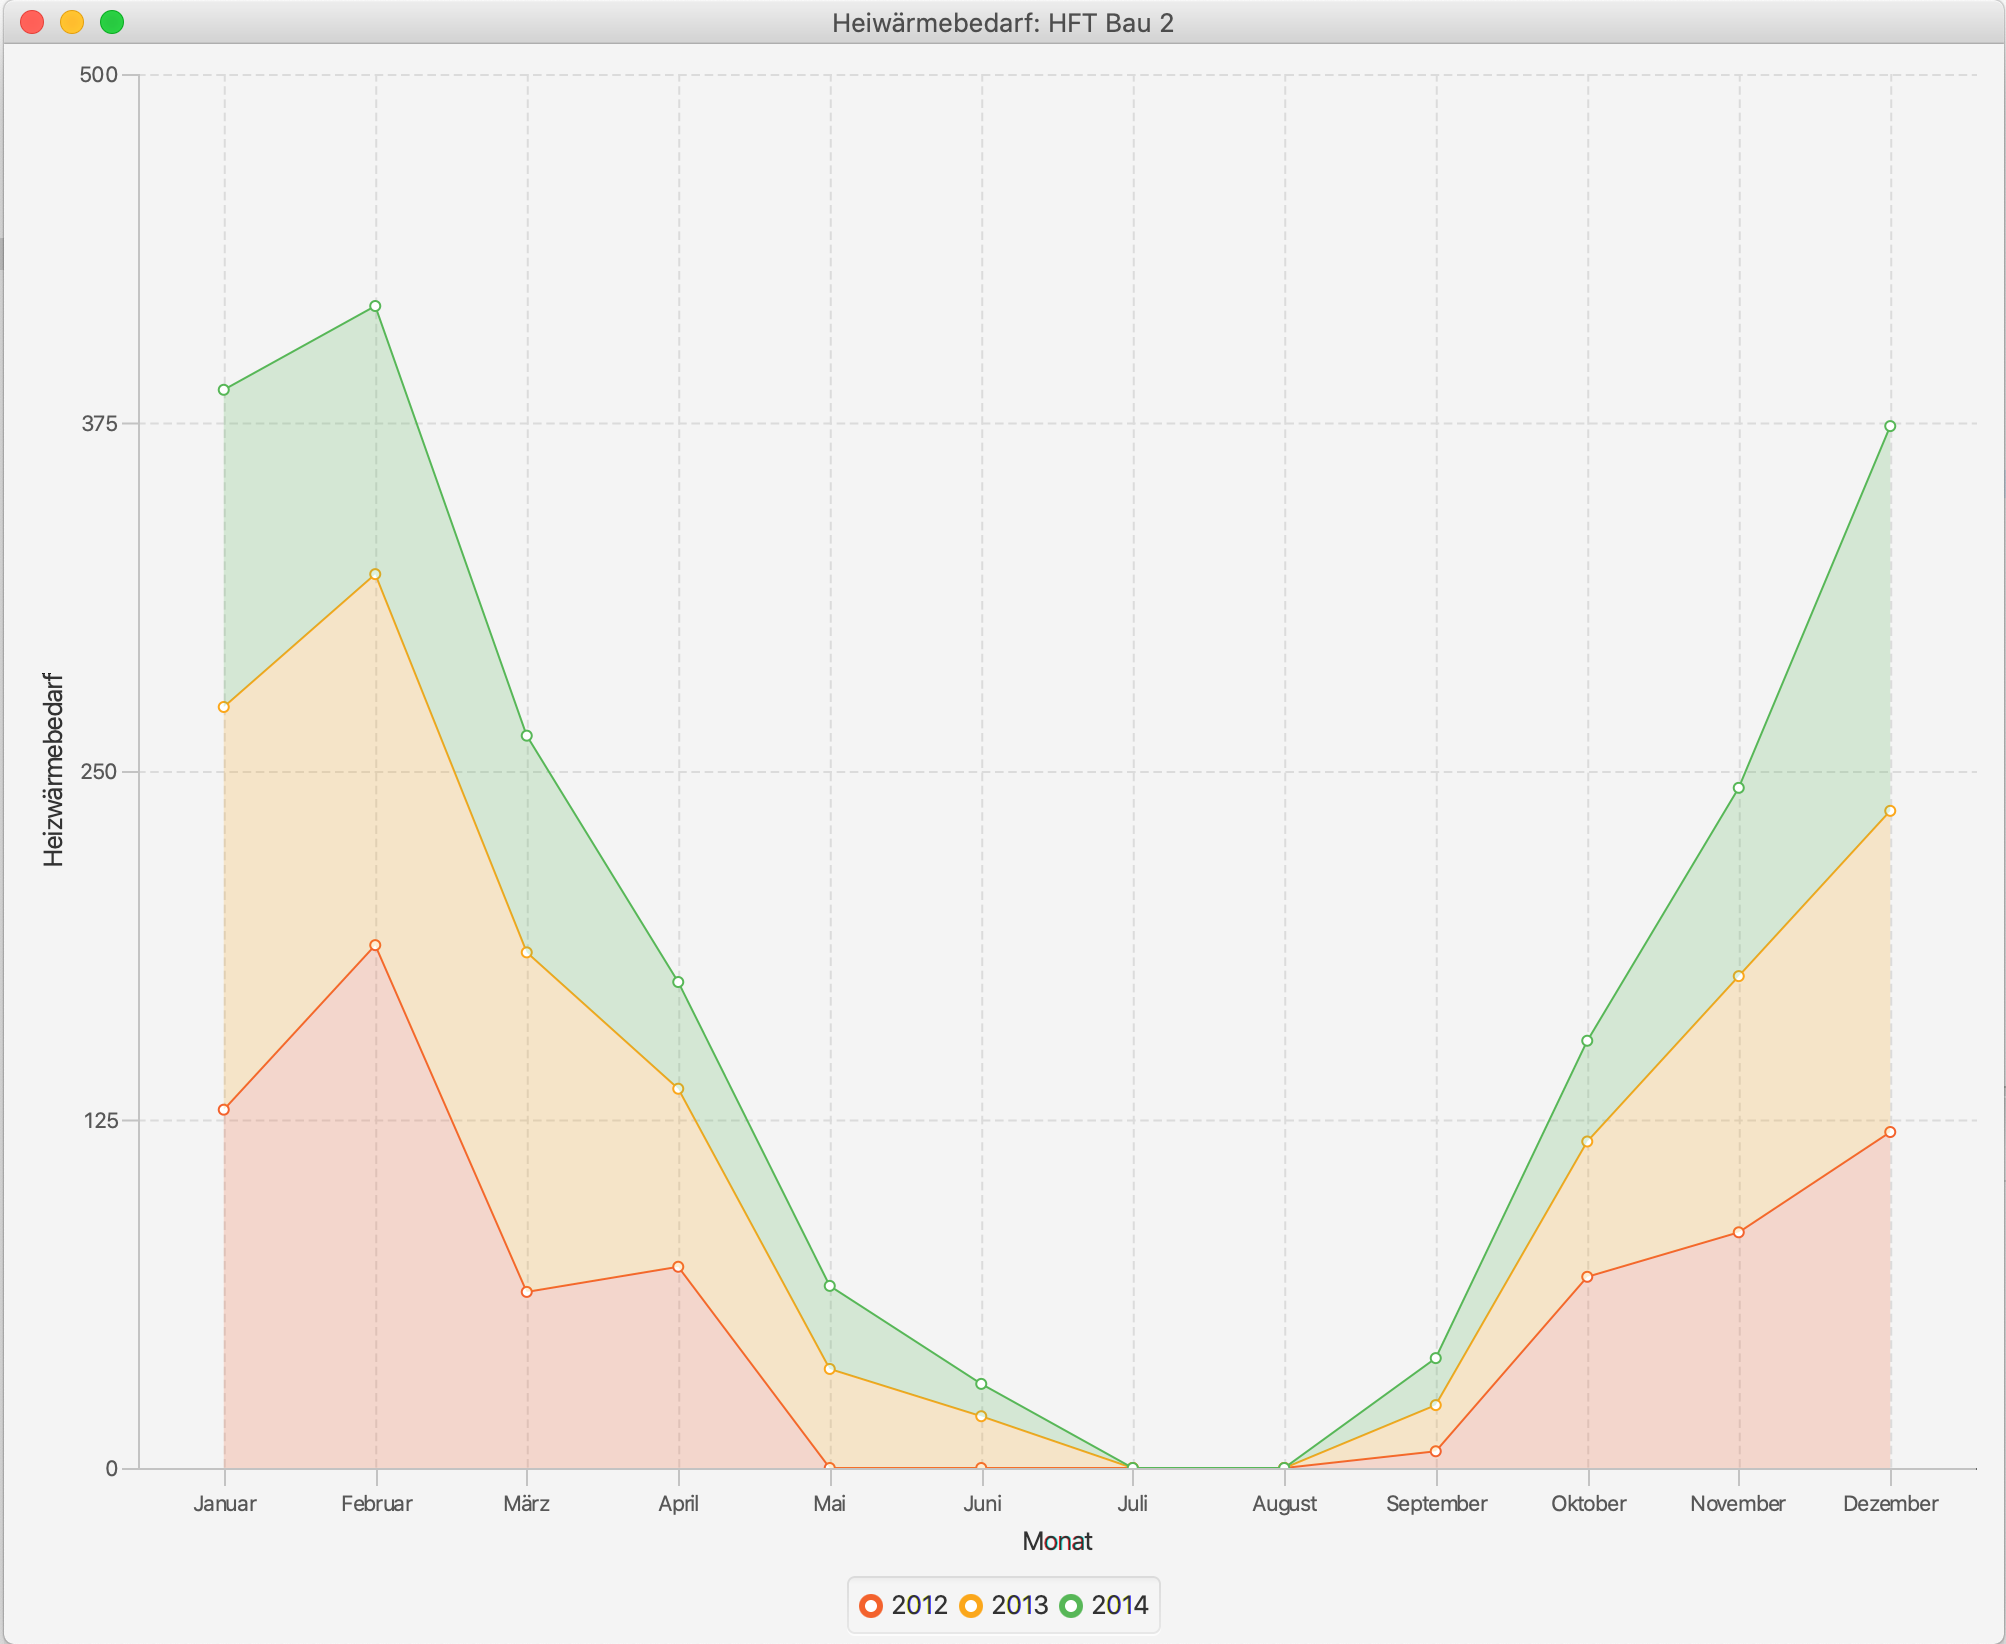 Heiwärmebedarf: HFT Bau 2
500
375
250
125
0
Heizwärmebedarf
Januar Februar März April Mai Juni Juli August September Oktober November Dezember
Monat
2012 2013 2014